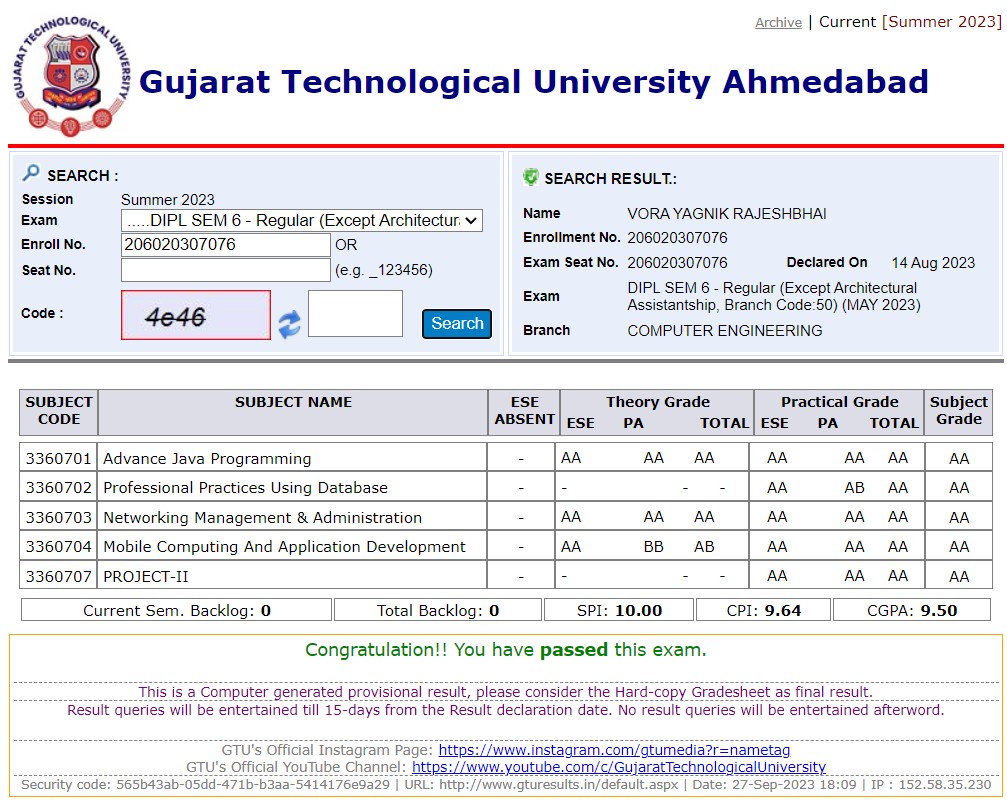 GUJARAT TECHNOLOGICAL UNIVERSITY
Archive | Current [Summer 2023]
Gujarat Technological University Ahmedabad
SEARCH :
Session Summer 2023
Exam .....DIPL SEM 6 - Regular (Except Architectura
Enroll No. 206020307076 OR
Seat No. (e.g. _123456)
Code : 4e46 Search
SEARCH RESULT.:
Name VORA YAGNIK RAJESHBHAI
Enrollment No. 206020307076
Exam Seat No. 206020307076 Declared On 14 Aug 2023
Exam DIPL SEM 6 - Regular (Except Architectural
Assistantship, Branch Code:50) (MAY 2023)
Branch COMPUTER ENGINEERING
SUBJECT CODE SUBJECT NAME ESE ABSENT Theory Grade Practical Grade Subject Grade
ESE PA TOTAL ESE PA TOTAL
3360701 Advance Java Programming - AA AA AA AA AA AA AA
3360702 Professional Practices Using Database - - - - AA AB AA AA
3360703 Networking Management & Administration - AA AA AA AA AA AA AA
3360704 Mobile Computing And Application Development - AA BB AB AA AA AA AA
3360707 PROJECT-II - - - - AA AA AA AA
Current Sem. Backlog: 0 Total Backlog: 0 SPI: 10.00 CPI: 9.64 CGPA: 9.50
Congratulation!! You have passed this exam.
This is a Computer generated provisional result, please consider the Hard-copy Gradesheet as final result.
Result queries will be entertained till 15-days from the Result declaration date. No result queries will be entertained afterword.
GTU's Official Instagram Page: https://www.instagram.com/gtumedia?r=nametag
GTU's Official YouTube Channel: https://www.youtube.com/c/GujaratTechnologicalUniversity
Security code: 565b43ab-05dd-471b-b3aa-5414176e9a29 | URL: http://www.gturesults.in/default.aspx | Date: 27-Sep-2023 18:09 | IP : 152.58.35.230